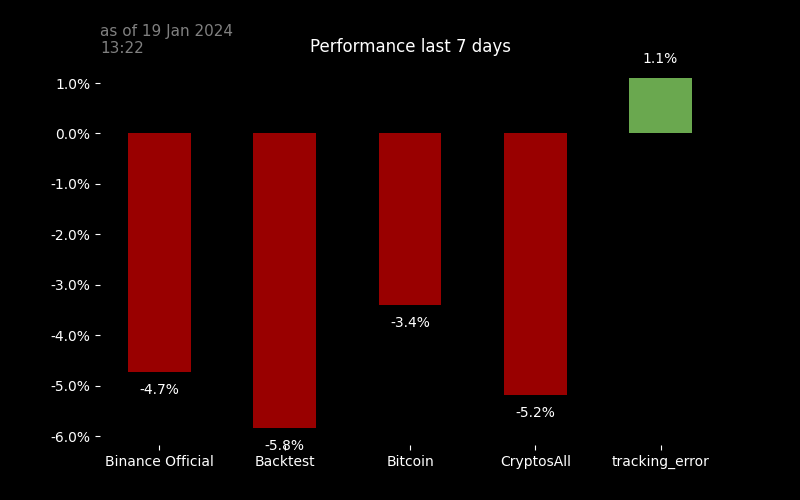 as of 19 Jan 2024
13:22
Performance last 7 days
1.1%
1.0%
0.0%
-1.0%
-2.0%
-3.0%
-4.0%
-5.0%
-6.0%
-4.7%
-5.8%
-3.4%
-5.2%
Binance Official
Backtest
Bitcoin
CryptosAll
tracking_error